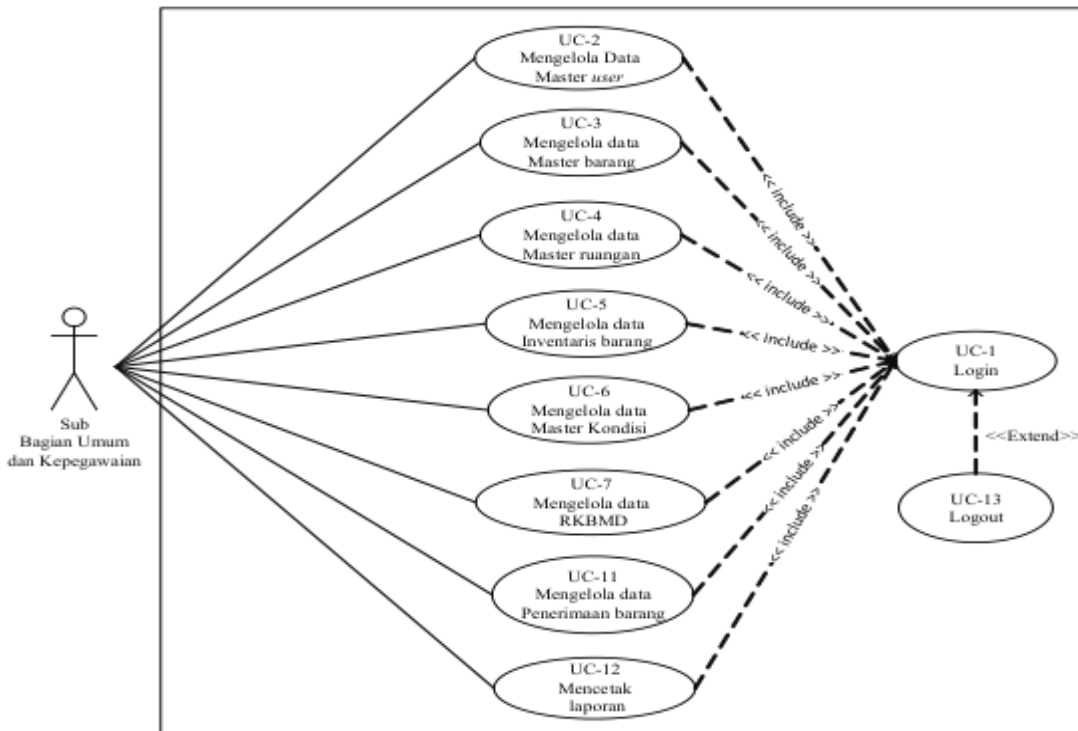 UC-2
Mengelola Data
Master user
UC-3
Mengelola data
Master barang
UC-4
Mengelola data
Master ruangan
UC-5
Mengelola data
Inventaris barang
UC-6
Mengelola data
Master Kondisi
UC-7
Mengelola data
RKBMD
UC-11
Mengelola data
Penerimaan barang
UC-12
Mencetak
laporan
Sub
Bagian Umum
dan Kepegawaian
<< include >>
<< include >>
<< include >>
<< include >>
<< include >>
<< include >>
<< include >>
<< include >>
UC-1
Login
<<Extend>>
UC-13
Logout